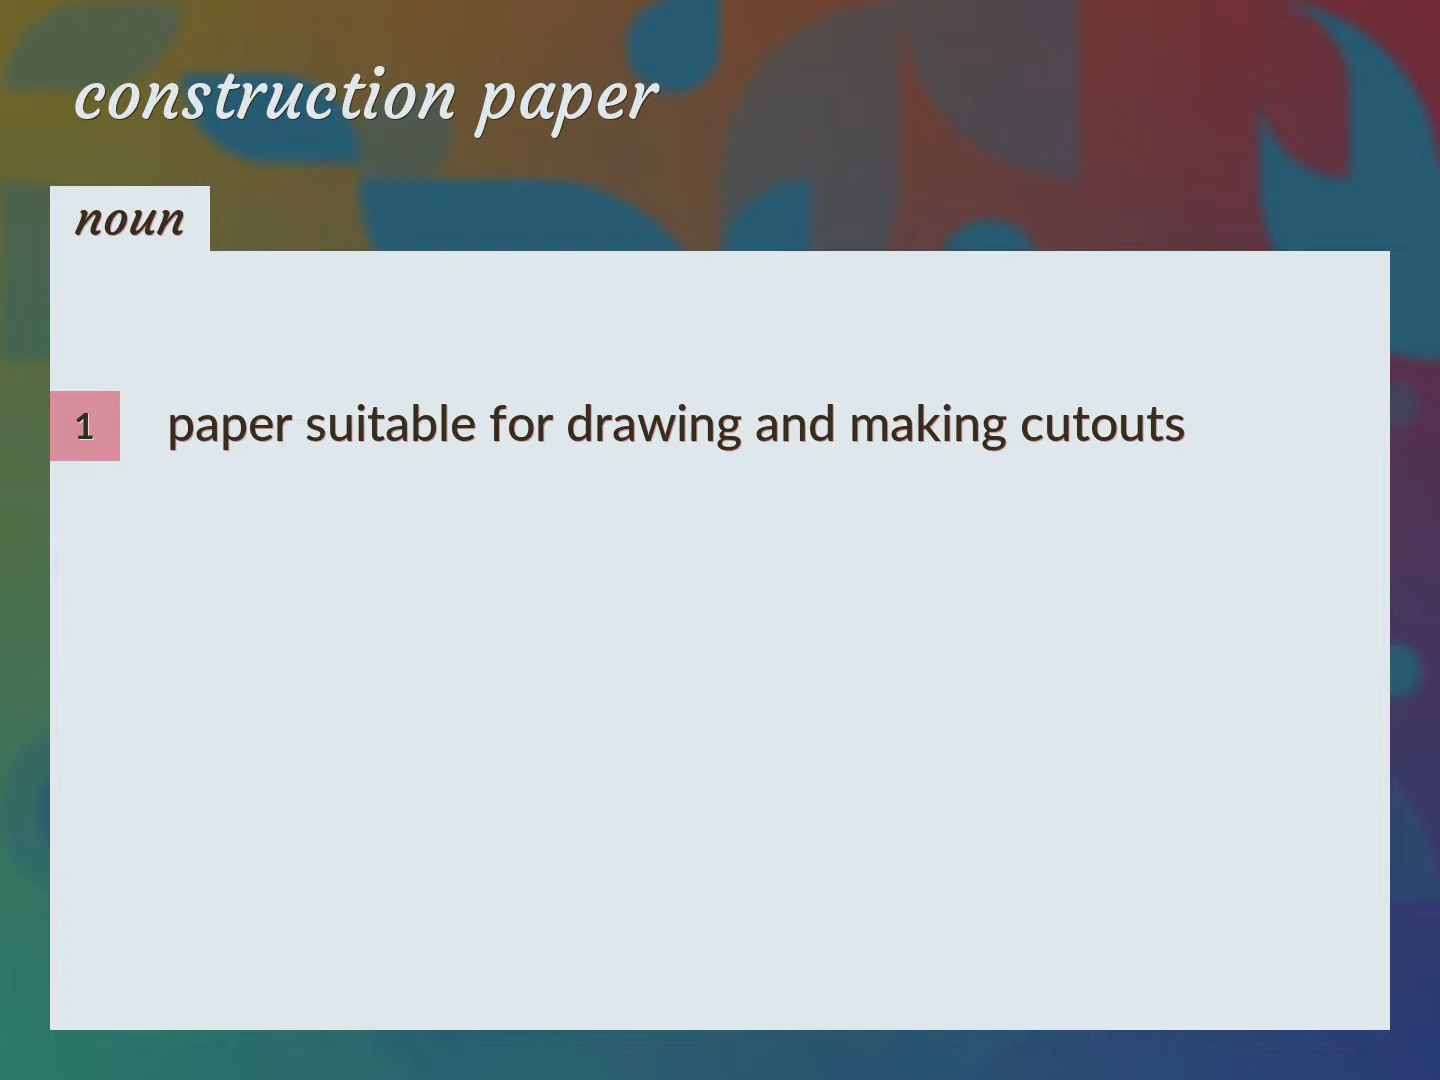 construction paper
noun
1 paper suitable for drawing and making cutouts